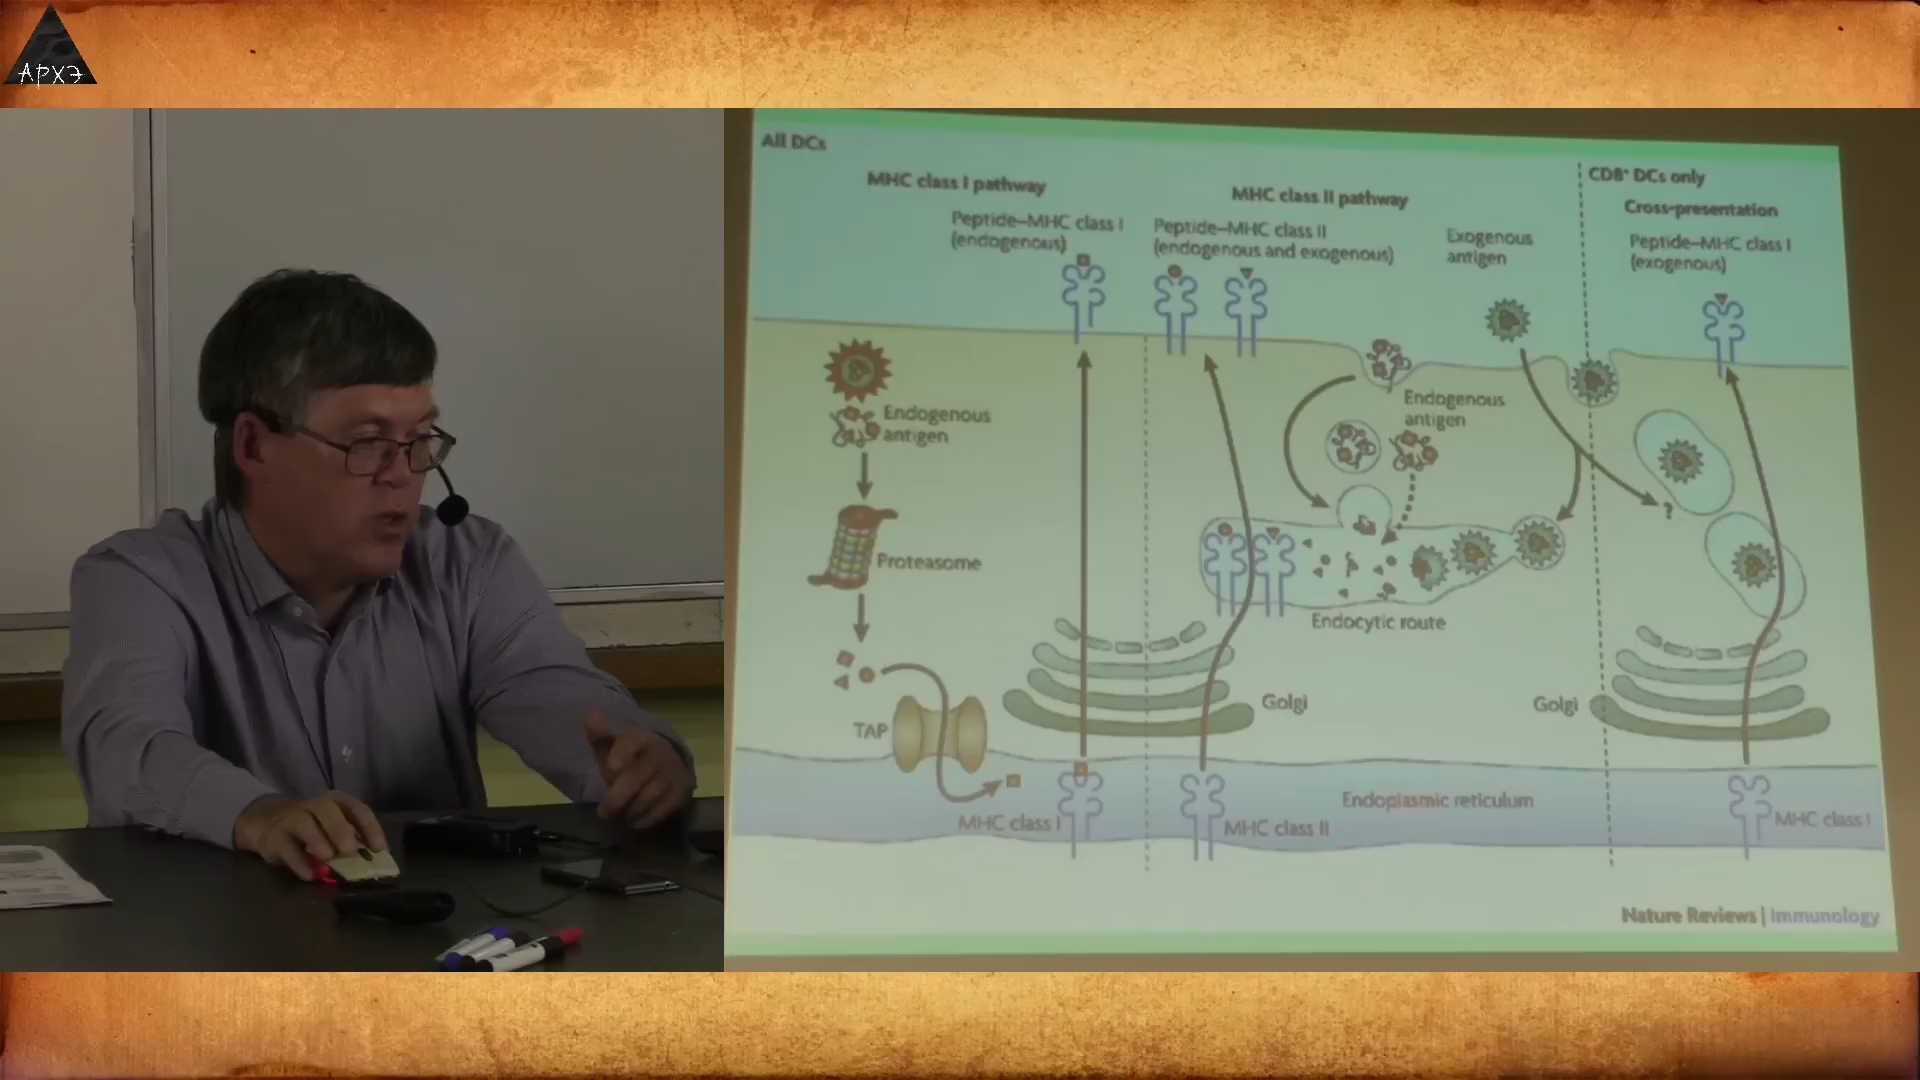 АРХЭ
All DCs
MHC class I pathway
Peptide–MHC class I
(endogenous)
MHC class II pathway
Peptide–MHC class II
(endogenous and exogenous)
Exogenous
antigen
CD8⁺ DCs only
Cross-presentation
Peptide–MHC class I
(exogenous)
Endogenous
antigen
Endogenous
antigen
?
Proteasome
Endocytic route
TAP
Golgi
Golgi
Endoplasmic reticulum
MHC class I
MHC class II
MHC class I
Nature Reviews | Immunology